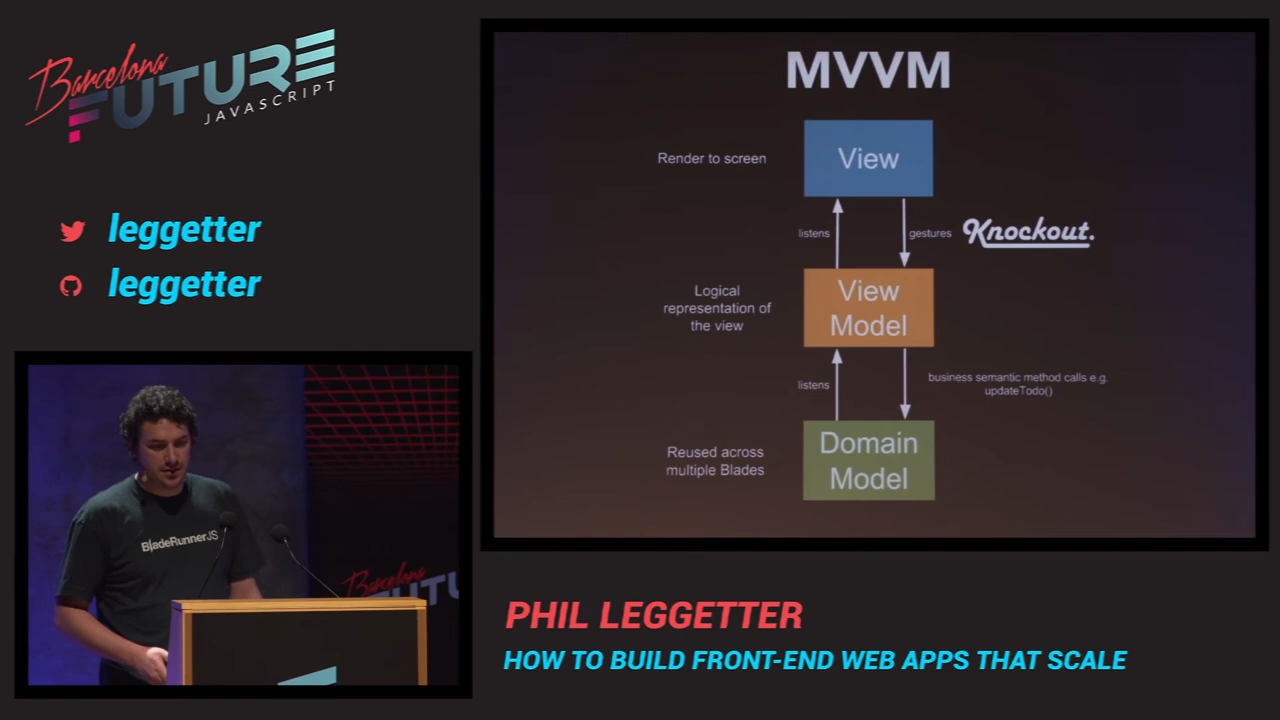 Barcelona
FUTURE
JAVASCRIPT
leggetter
leggetter
BladeRunnerJS
Barcelona
MVVM
Render to screen
View
listens
gestures
Knockout.
Logical
representation of
the view
View
Model
listens
business semantic method calls e.g.
updateTodo()
Reused across
multiple Blades
Domain
Model
PHIL LEGGETTER
HOW TO BUILD FRONT-END WEB APPS THAT SCALE